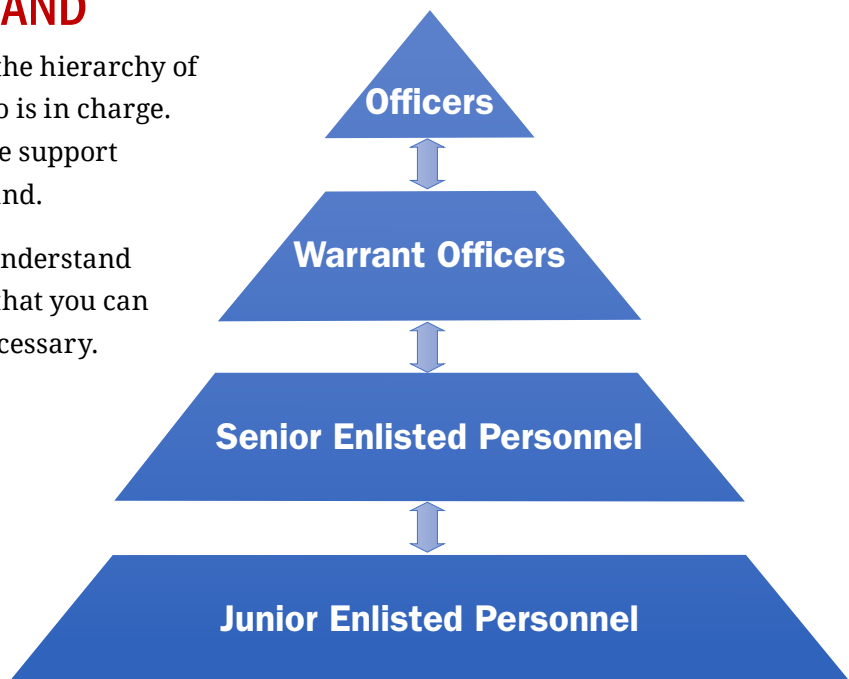 AND
the hierarchy of
is in charge.
support
nd.
nderstand
that you can
cessary.
Officers
Warrant Officers
Senior Enlisted Personnel
Junior Enlisted Personnel